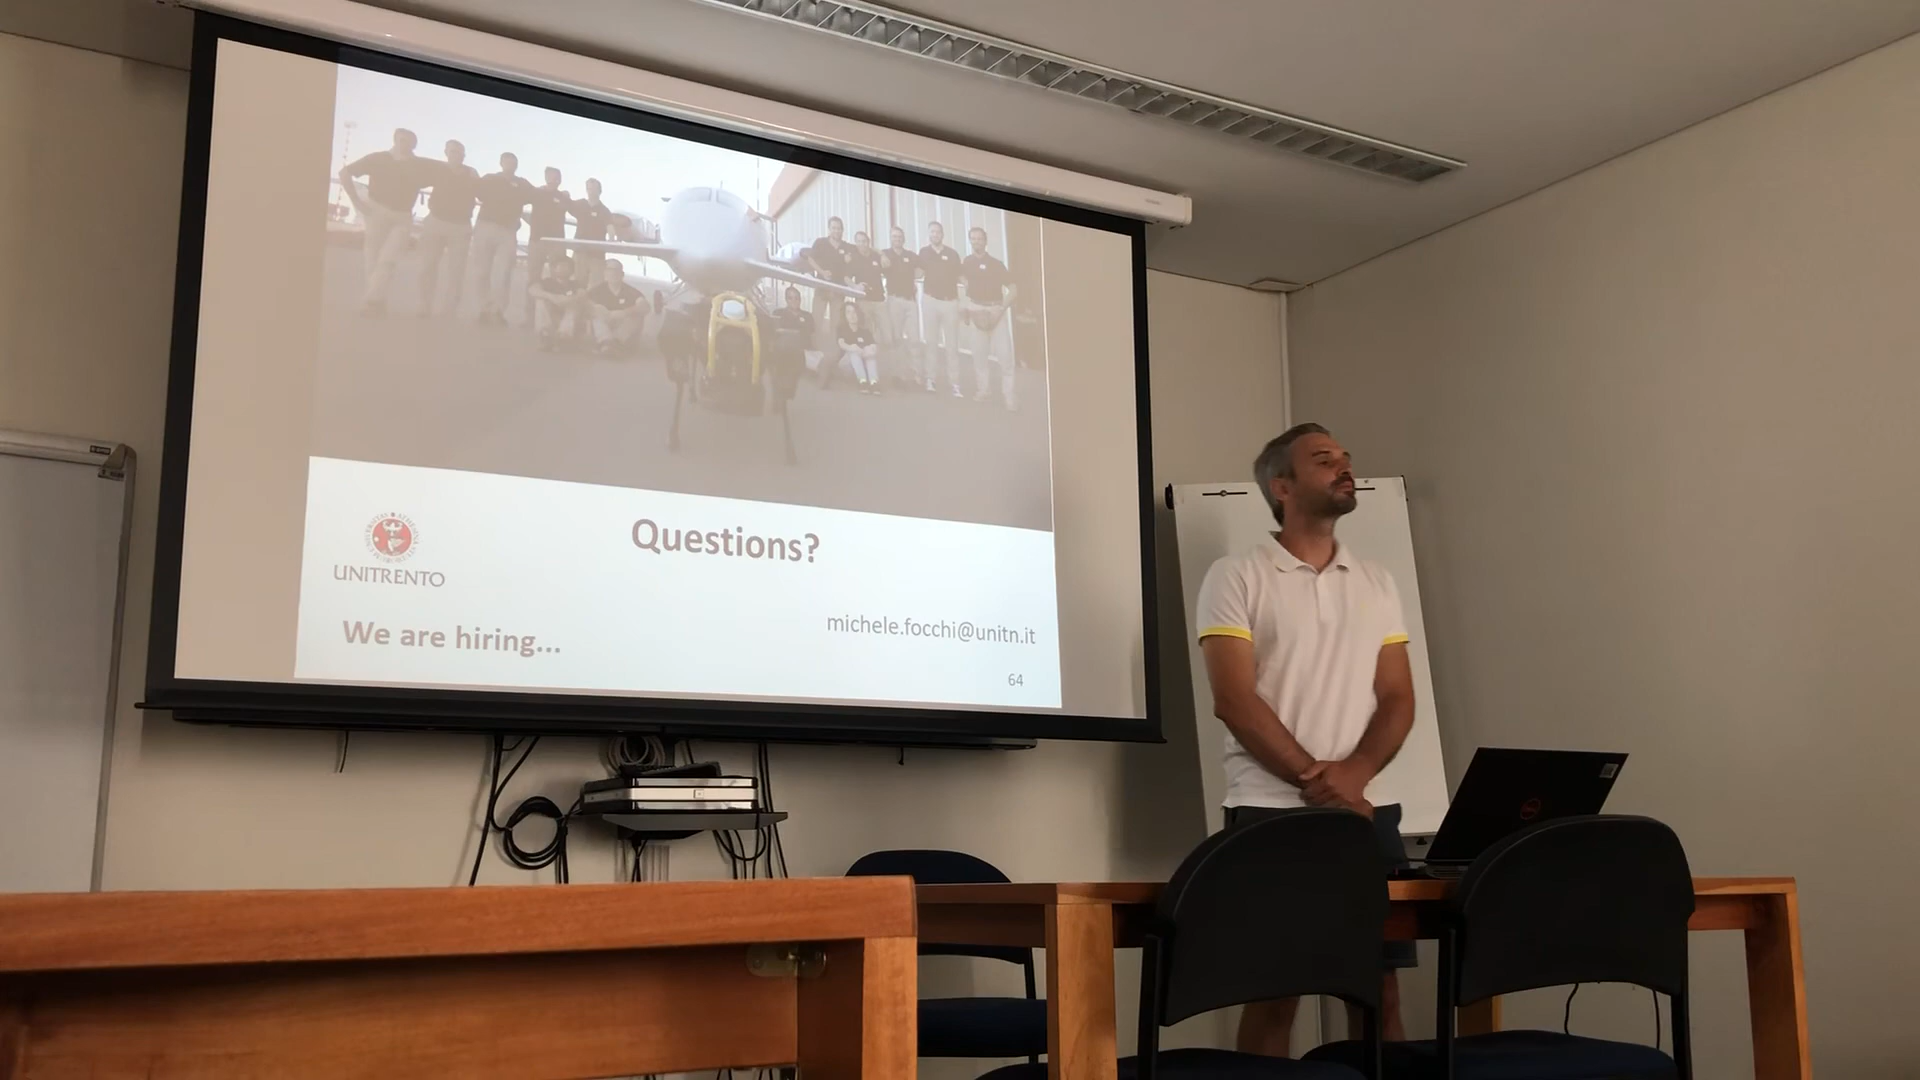 Questions?
UNITRENTO
We are hiring...
michele.focchi@unitn.it
64